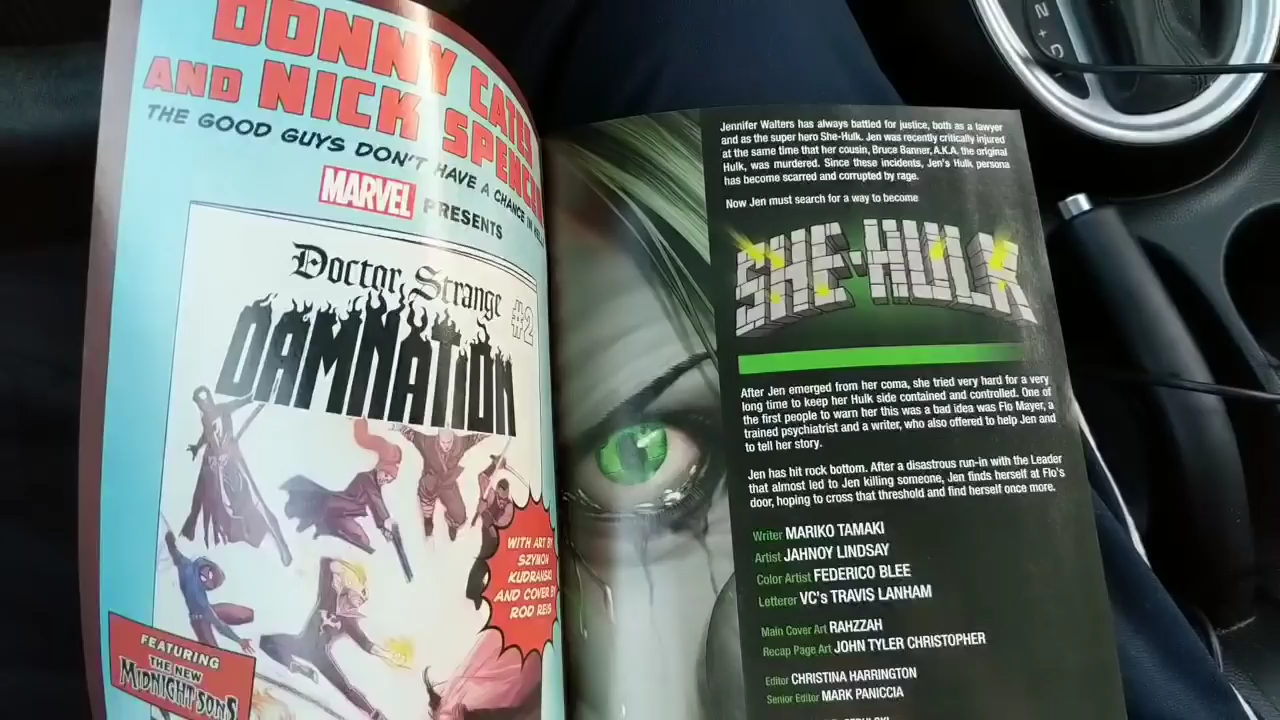 DONNY CATES
AND NICK SPENCER
THE GOOD GUYS DON'T HAVE A CHANCE IN
MARVEL PRESENTS
Doctor Strange
#2
DAMNATION
WITH ART BY
SZYMON
KUDRANSKI
AND COVER BY
ROD REIS
FEATURING
THE NEW
MIDNIGHT SONS
Jennifer Walters has always battled for justice, both as a lawyer
and as the super hero She-Hulk. Jen was recently critically injured
at the same time that her cousin, Bruce Banner, A.K.A. the original
Hulk, was murdered. Since these incidents, Jen's Hulk persona
has become scarred and corrupted by rage.
Now Jen must search for a way to become
SHE-HULK
After Jen emerged from her coma, she tried very hard for a very
long time to keep her Hulk side contained and controlled. One of
the first people to warn her this was a bad idea was Flo Mayer, a
trained psychiatrist and a writer, who also offered to help Jen and
to tell her story.
Jen has hit rock bottom. After a disastrous run-in with the Leader
that almost led to Jen killing someone, Jen finds herself at Flo's
door, hoping to cross that threshold and find herself once more.
Writer MARIKO TAMAKI
Artist JAHNOY LINDSAY
Color Artist FEDERICO BLEE
Letterer VC's TRAVIS LANHAM
Main Cover Art RAHZZAH
Recap Page Art JOHN TYLER CHRISTOPHER
Editor CHRISTINA HARRINGTON
Senior Editor MARK PANICCIA
N
+